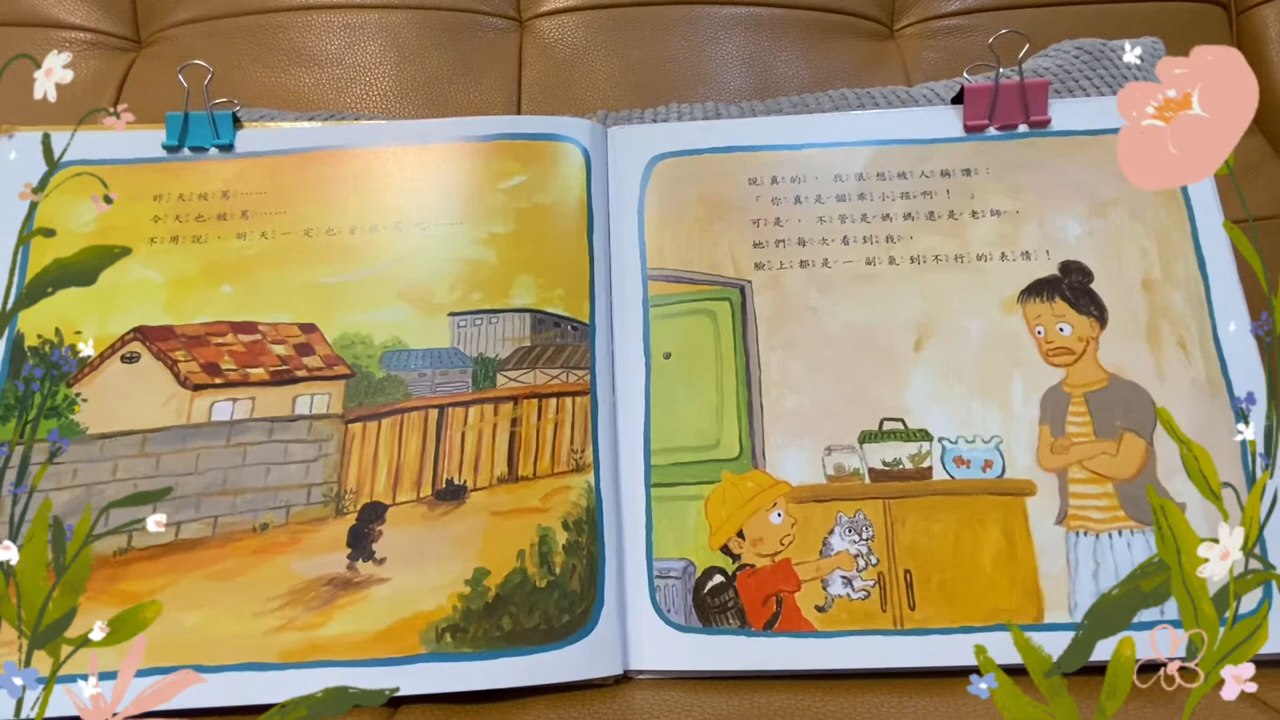 昨天被罵⋯⋯
今天也被罵⋯⋯
不用說，明天一定也會被罵吧⋯⋯
說真的，我很想被人稱讚：
「你真是個乖小孩啊！」
可是，不管是媽媽還是老師，
她們每次看到我，
臉上都是一副氣到不行的表情！